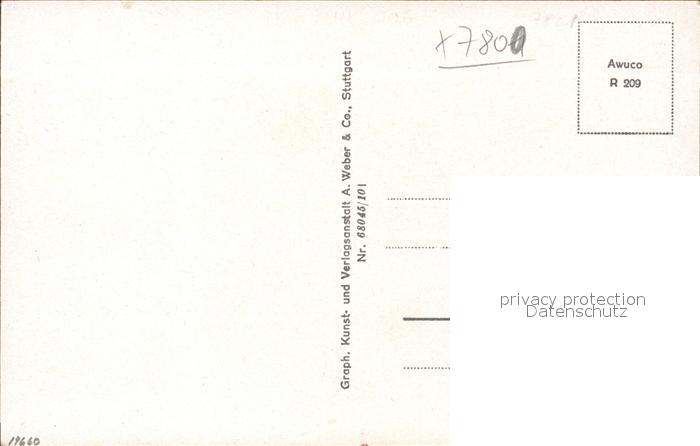 x7800
Awuco
R 209
Graph. Kunst- und Verlagsanstalt A. Weber & Co., Stuttgart
Nr. 68045/101
privacy protection
Datenschutz
19660